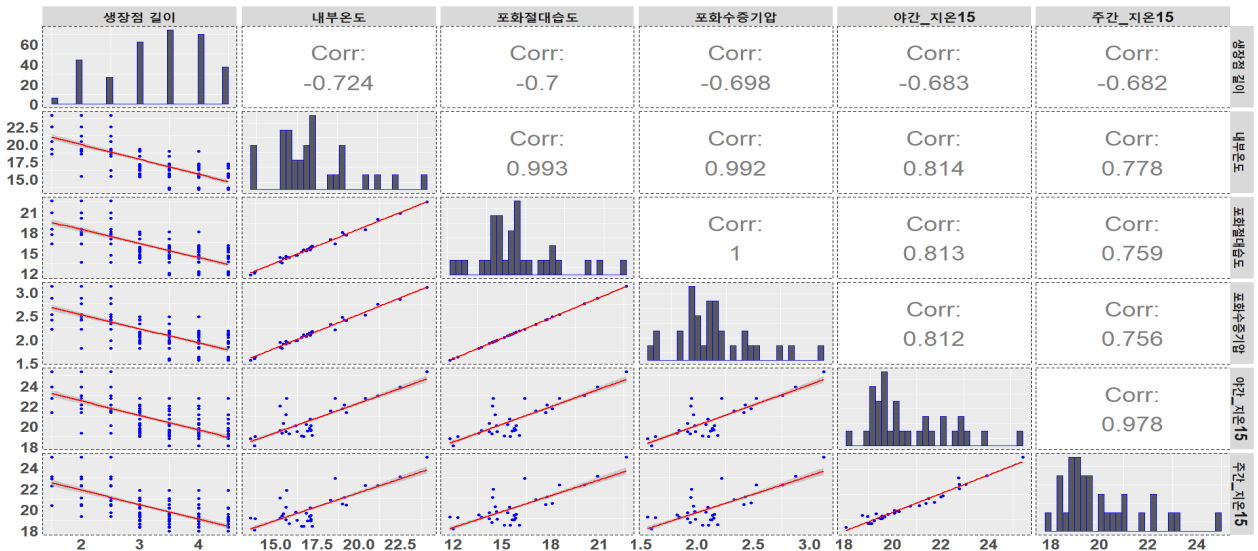 생장점 길이
내부온도
포화절대습도
포화수증기압
야간_지온15
주간_지온15
60
40
20
0
Corr:
-0.724
Corr:
-0.7
Corr:
-0.698
Corr:
-0.683
Corr:
-0.682
생장점 길이
22.5
20.0
17.5
15.0
Corr:
0.993
Corr:
0.992
Corr:
0.814
Corr:
0.778
내부온도
21
18
15
12
Corr:
1
Corr:
0.813
Corr:
0.759
포화절대습도
3.0
2.5
2.0
1.5
Corr:
0.812
Corr:
0.756
포화수증기압
24
22
20
18
Corr:
0.978
야간_지온15
24
22
20
18
주간_지온15
2
3
4
15.0
17.5
20.0
22.5
12
15
18
21
1.5
2.0
2.5
3.0
18
20
22
24
18
20
22
24